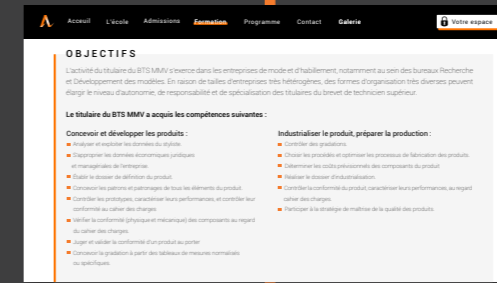 Acceuil L'école Admissions Formation Programme Contact Galerie Votre espace
OBJECTIFS
L'activité du titulaire du BTS MMV s'exerce dans les entreprises de mode et d'habillement, notamment au sein des bureaux Recherche
et Développement des modèles. En raison de tailles d'entreprises très hétérogènes, des formes d'organisation très diverses peuvent
élargir le niveau d'autonomie, de responsabilité et de spécialisation des titulaires du brevet de technicien supérieur.
Le titulaire du BTS MMV a acquis les compétences suivantes :
Concevoir et développer les produits :
Analyser et exploiter les données du styliste.
S'approprier les données économiques juridiques
et managériales de l'entreprise.
Établir le dossier de définition du produit.
Concevoir les patrons et patronages de tous les éléments du produit.
Contrôler les prototypes, caractériser leurs performances, et contrôler leur
conformité au cahier des charges.
Vérifier la conformité (physique et mécanique) des composants au regard
du cahier des charges.
Juger et valider la conformité d'un produit au porter
Concevoir la gradation à partir des tableaux de mesures normalisés
ou spécifiques.
Industrialiser le produit, préparer la production :
Contrôler des gradations.
Choisir les procédés et optimiser les processus de fabrication des produits.
Déterminer les coûts prévisionnels des composants du produit
Réaliser le dossier d'industrialisation.
Contrôler la conformité du produit, caractériser leurs performances, au regard
cahier des charges.
Participer à la stratégie de maîtrise de la qualité des produits